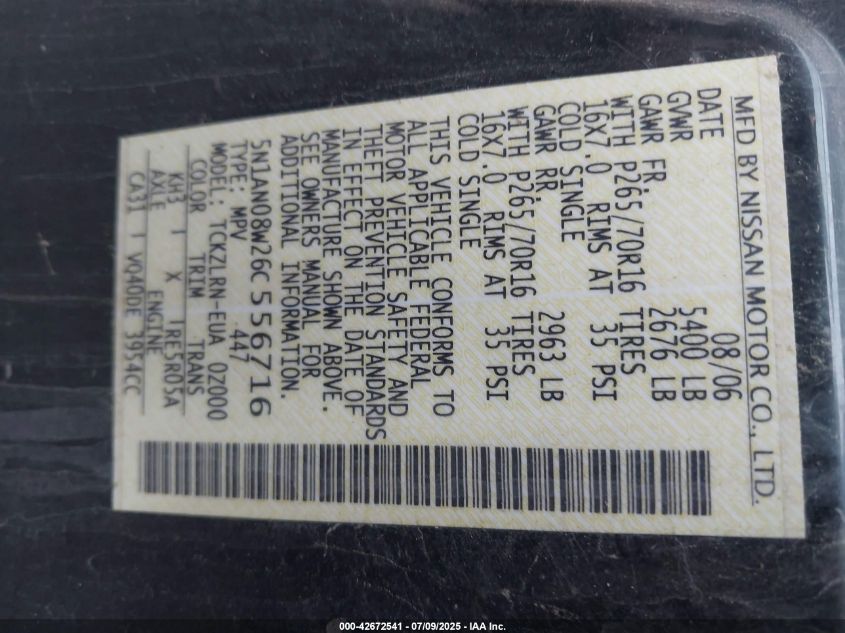 MFD BY NISSAN MOTOR CO., LTD.
DATE 08/06
GVWR 5400 LB
GAWR FR. 2676 LB
WITH P265/70R16 TIRES
16X7.0 RIMS AT 35 PSI
COLD SINGLE
GAWR RR. 2963 LB
WITH P265/70R16 TIRES
16X7.0 RIMS AT 35 PSI
COLD SINGLE
THIS VEHICLE CONFORMS TO
ALL APPLICABLE FEDERAL
MOTOR VEHICLE SAFETY AND
THEFT PREVENTION STANDARDS
IN EFFECT ON THE DATE OF
MANUFACTURE SHOWN ABOVE.
SEE OWNERS MANUAL FOR
ADDITIONAL INFORMATION.
5N1AN08W26C556716
TYPE: MPV 447
MODEL: TCKZLRN-EUA OZ000
COLOR TRIM TRANS
KH3 X RE5R05A
AXLE ENGINE
CA31 VQ40DE 3954CC
000-42672541 - 07/09/2025 - IAA Inc.